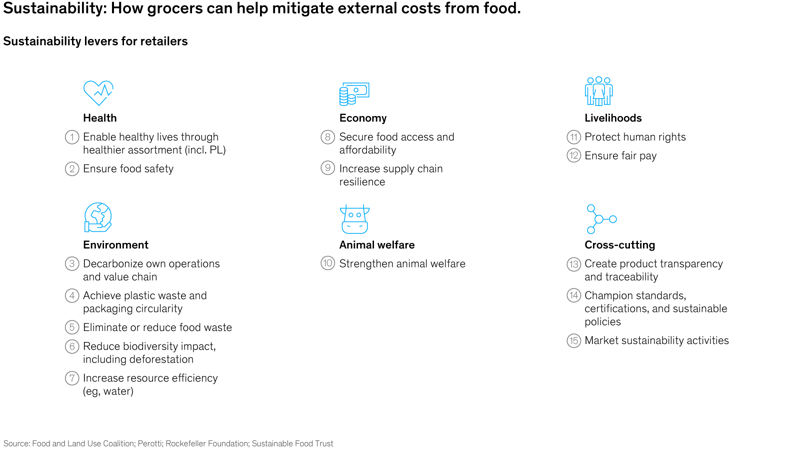 Sustainability: How grocers can help mitigate external costs from food.
Sustainability levers for retailers
Health
1 Enable healthy lives through
healthier assortment (incl. PL)
2 Ensure food safety
Environment
3 Decarbonize own operations
and value chain
4 Achieve plastic waste and
packaging circularity
5 Eliminate or reduce food waste
6 Reduce biodiversity impact,
including deforestation
7 Increase resource efficiency
(eg, water)
Economy
8 Secure food access and
affordability
9 Increase supply chain
resilience
Animal welfare
10 Strengthen animal welfare
Livelihoods
11 Protect human rights
12 Ensure fair pay
Cross-cutting
13 Create product transparency
and traceability
14 Champion standards,
certifications, and sustainable
policies
15 Market sustainability activities
Source: Food and Land Use Coalition; Perotti; Rockefeller Foundation; Sustainable Food Trust